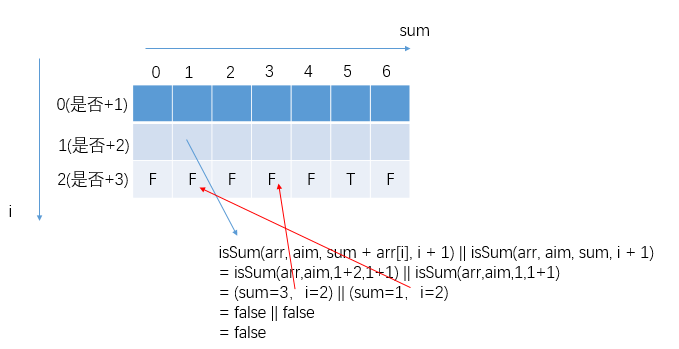 sum
0 1 2 3 4 5 6
0(是否+1)
1(是否+2)
2(是否+3) F F F F F T F
i
isSum(arr, aim, sum + arr[i], i + 1) || isSum(arr, aim, sum, i + 1)
= isSum(arr,aim,1+2,1+1) || isSum(arr,aim,1,1+1)
= (sum=3， i=2) || (sum=1， i=2)
= false || false
= false